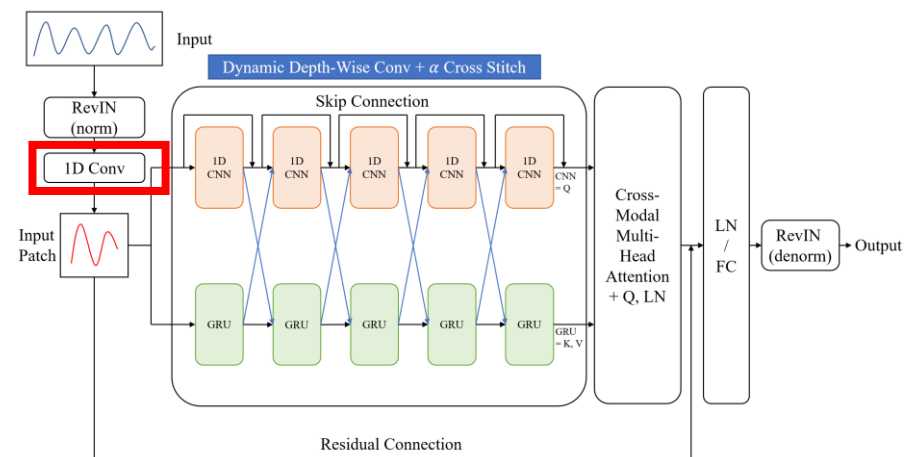 Input
Dynamic Depth-Wise Conv + α Cross Stitch
RevIN
(norm)
1D Conv
Input
Patch
Skip Connection
1D
CNN
1D
CNN
1D
CNN
1D
CNN
1D
CNN
CNN
= Q
GRU
GRU
GRU
GRU
GRU
GRU
= K, V
Cross-
Modal
Multi-
Head
Attention
+ Q, LN
LN
/
FC
RevIN
(denorm)
Output
Residual Connection